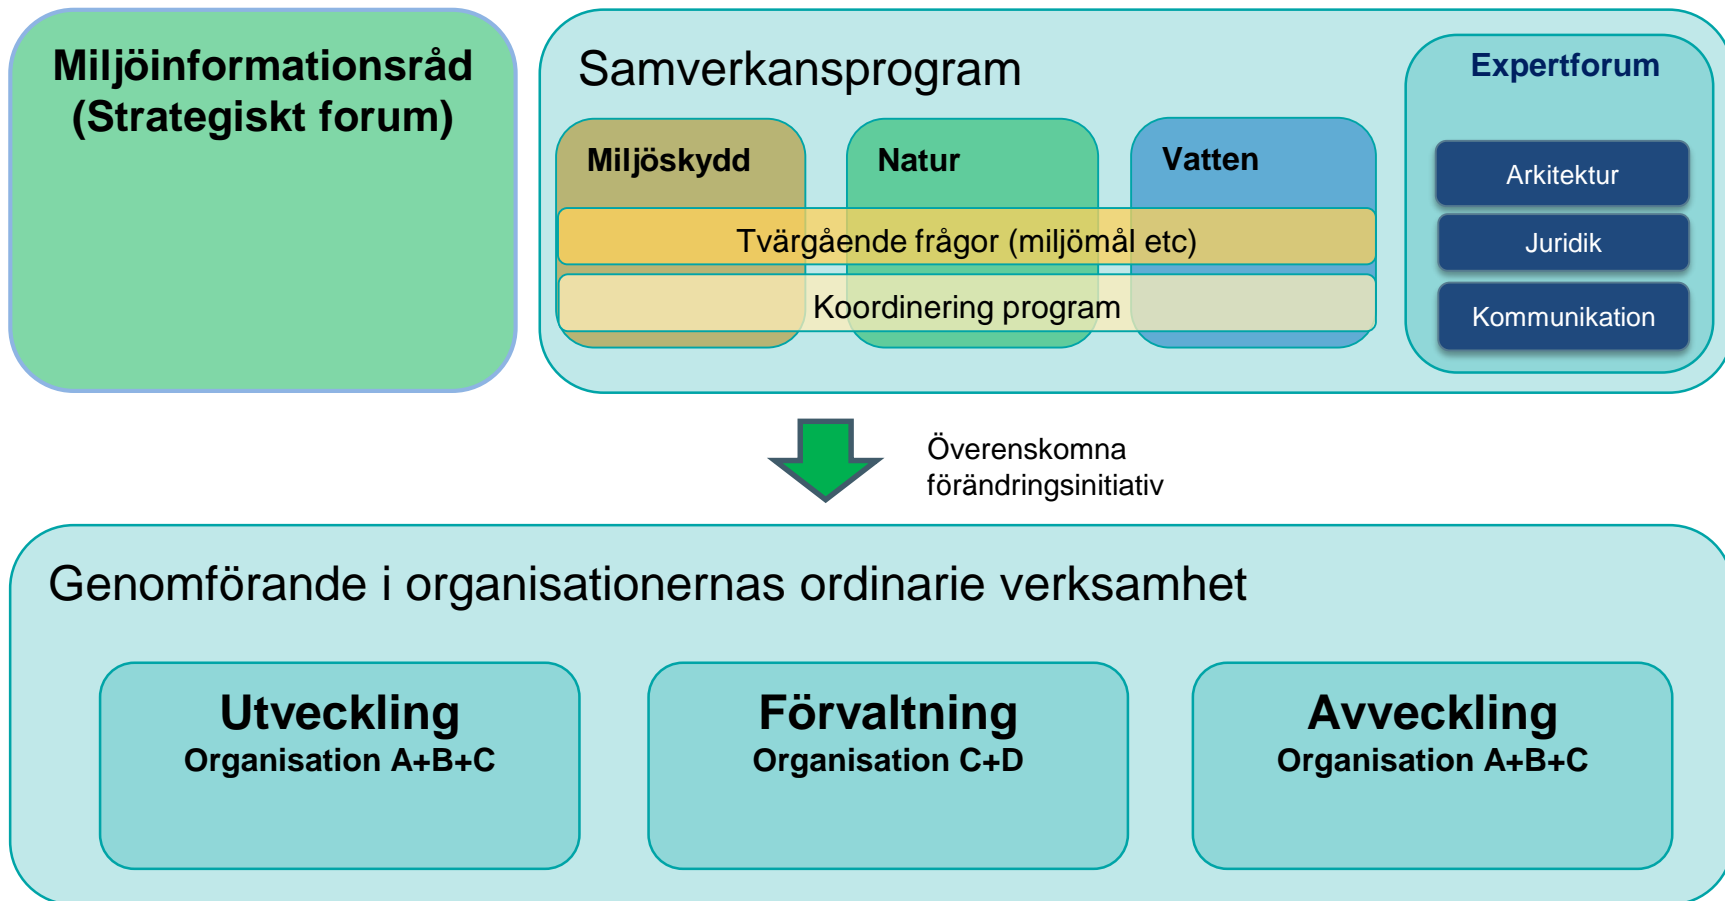 Miljöinformationsråd
(Strategiskt forum)
Samverkansprogram
Miljöskydd
Natur
Vatten
Tvärgående frågor (miljömål etc)
Koordinering program
Expertforum
Arkitektur
Juridik
Kommunikation
Överenskomna
förändringsinitiativ
Genomförande i organisationernas ordinarie verksamhet
Utveckling
Organisation A+B+C
Förvaltning
Organisation C+D
Avveckling
Organisation A+B+C